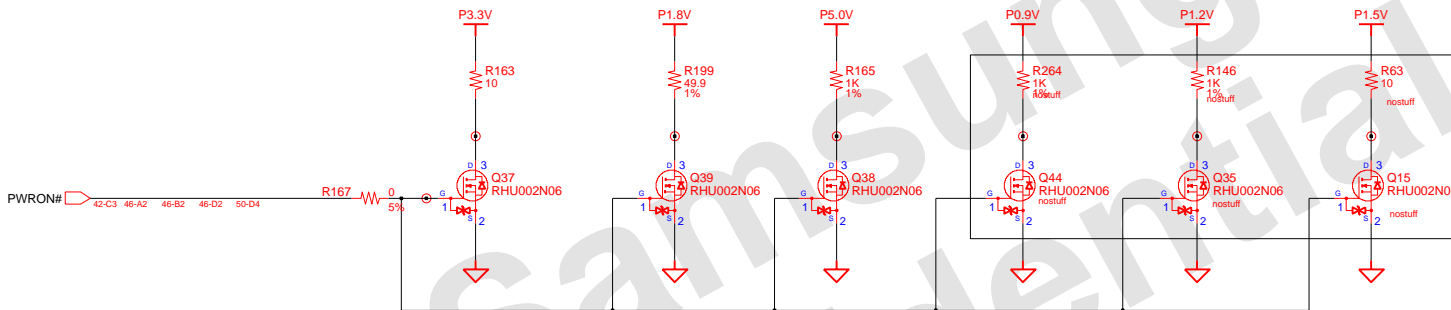 P3.3V P1.8V P5.0V P0.9V P1.2V P1.5V
R163 R199 R165 R264 R146 R63
10 49.9 1K 1K 1K 10
1% 1% 1% 1%
nostuff nostuff nostuff
D 3 D 3 D 3 D 3 D 3 D 3
Q37 Q39 Q38 Q44 Q35 Q15
RHU002N06 RHU002N06 RHU002N06 RHU002N06 RHU002N06 RHU002N0
nostuff nostuff nostuff
PWRON# 42-C3 46-A2 46-B2 46-D2 50-D4 R167 0 5%
G 1 G 1 G 1 G 1 G 1 G 1
S 2 S 2 S 2 S 2 S 2 S 2
Samsung
idential